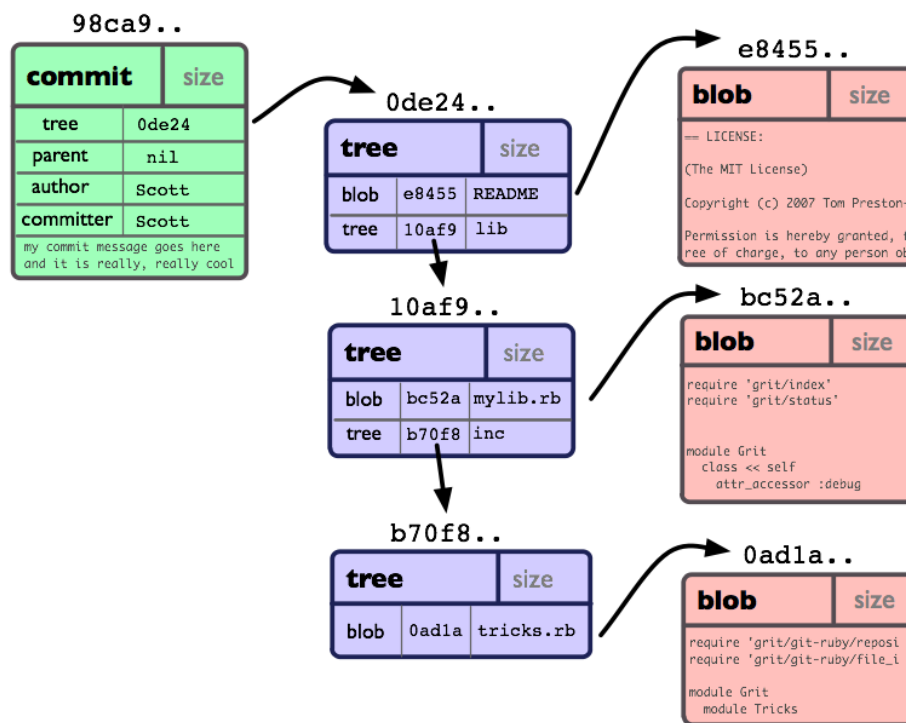 98ca9..
commit size
tree 0de24
parent nil
author Scott
committer Scott
my commit message goes here
and it is really, really cool
0de24..
tree size
blob e8455 README
tree 10af9 lib
10af9..
tree size
blob bc52a mylib.rb
tree b70f8 inc
b70f8..
tree size
blob 0ad1a tricks.rb
e8455..
blob size
== LICENSE:
(The MIT License)
Copyright (c) 2007 Tom Preston-
Permission is hereby granted, f
ree of charge, to any person ob
bc52a..
blob size
require 'grit/index'
require 'grit/status'
module Grit
class << self
attr_accessor :debug
0ad1a..
blob size
require 'grit/git-ruby/reposi
require 'grit/git-ruby/file_i
module Grit
module Tricks